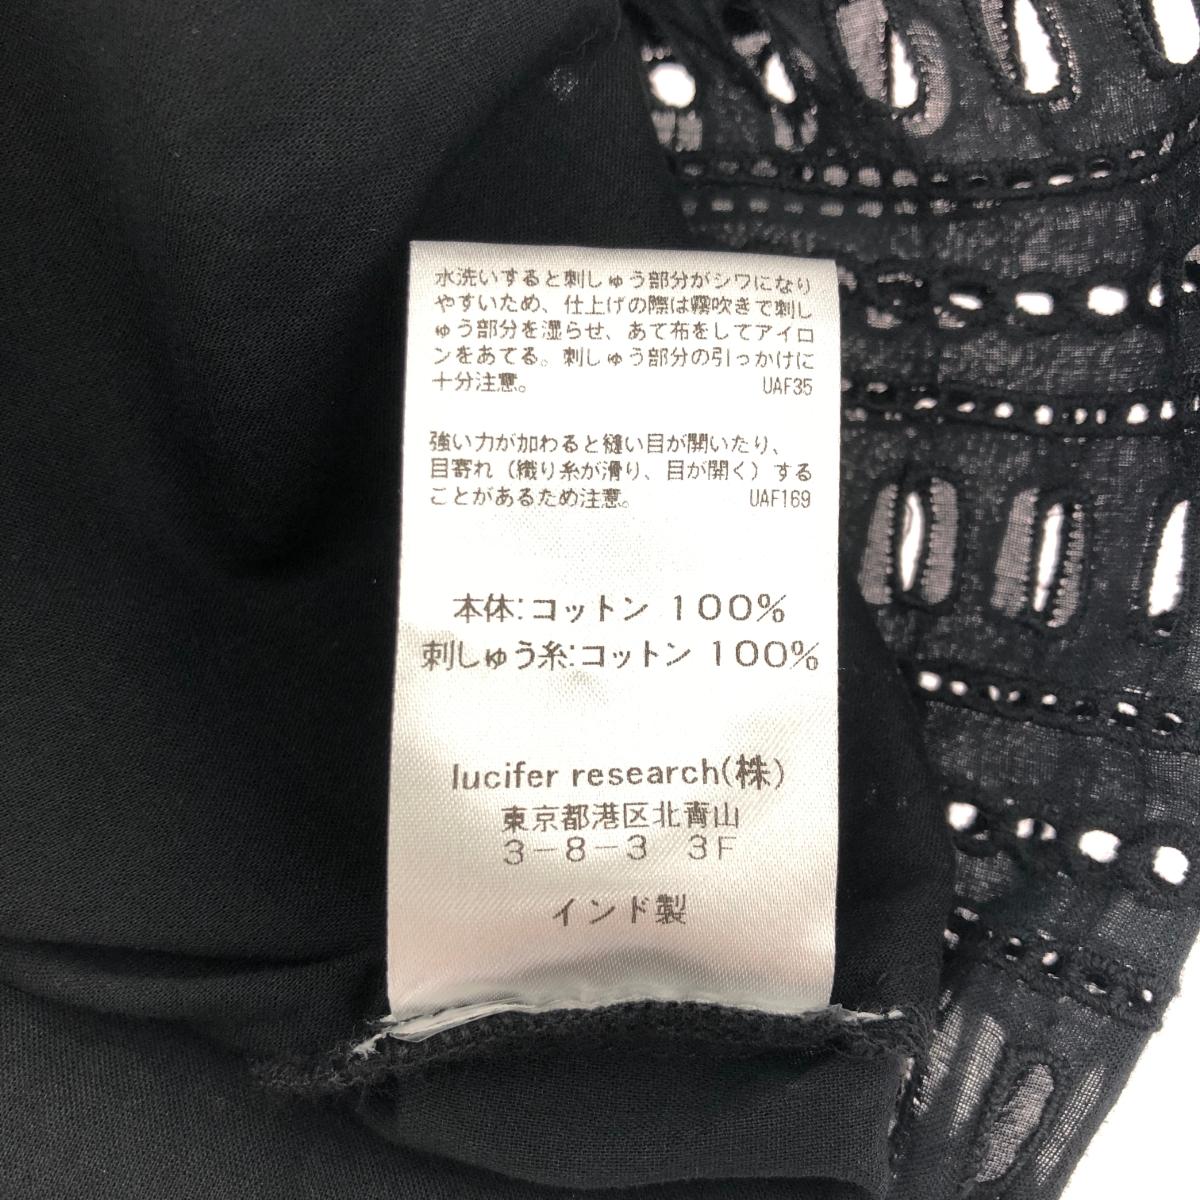 水洗いすると刺しゅう部分がシワになり
やすいため、仕上げの際は霧吹きで刺し
ゅう部分を湿らせ、あて布をしてアイロ
ンをあてる。刺しゅう部分の引っかけに
十分注意。 UAF35
強い力が加わると縫い目が開いたり、
目寄れ（織り糸が滑り、目が開く）する
ことがあるため注意。 UAF169
本体:コットン 100%
刺しゅう糸:コットン 100%
lucifer research(株)
東京都港区北青山
3-8-3 3F
インド製